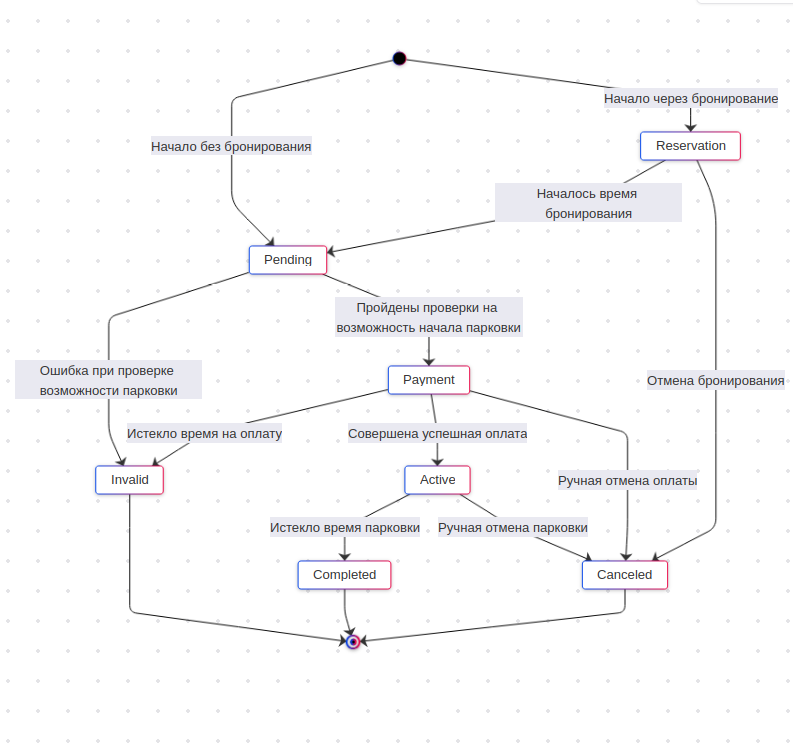 Начало через бронирование
Начало без бронирования
Reservation
Началось время
бронирования
Pending
Пройдены проверки на
возможность начала парковки
Ошибка при проверке
возможности парковки
Payment
Отмена бронирования
Истекло время на оплату
Совершена успешная оплата
Ручная отмена оплаты
Invalid
Active
Истекло время парковки
Ручная отмена парковки
Completed
Canceled